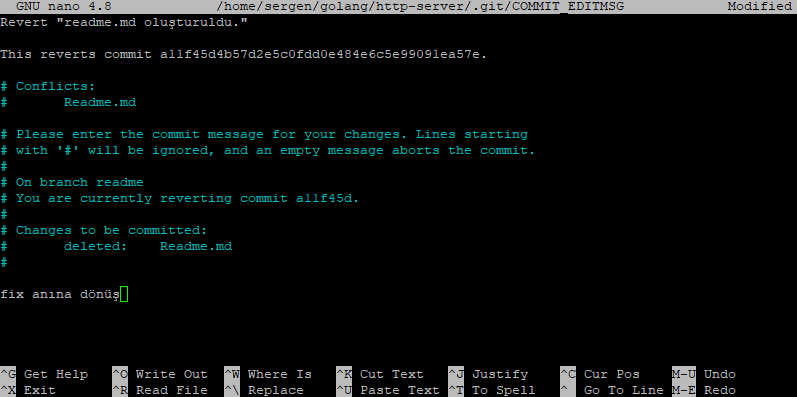 GNU nano 4.8 /home/sergen/golang/http-server/.git/COMMIT_EDITMSG Modified
Revert "readme.md oluşturuldu."
This reverts commit a11f45d4b57d2e5c0fdd0e484e6c5e99091ea57e.
# Conflicts:
# Readme.md
# Please enter the commit message for your changes. Lines starting
# with '#' will be ignored, and an empty message aborts the commit.
#
# On branch readme
# You are currently reverting commit a11f45d.
#
# Changes to be committed:
# deleted: Readme.md
#
fix anına dönüş
^G Get Help ^O Write Out ^W Where Is ^K Cut Text ^J Justify ^C Cur Pos M-U Undo
^X Exit ^R Read File ^\ Replace ^U Paste Text ^T To Spell ^_ Go To Line M-E Redo